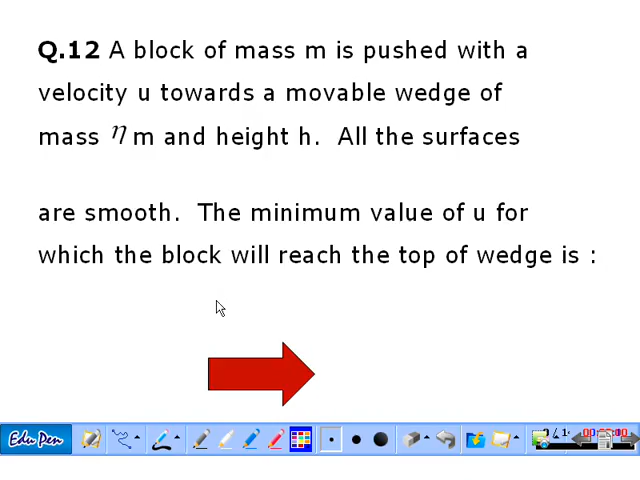 Q.12 A block of mass m is pushed with a
velocity u towards a movable wedge of
mass η m and height h. All the surfaces
are smooth. The minimum value of u for
which the block will reach the top of wedge is :
Edu Pen